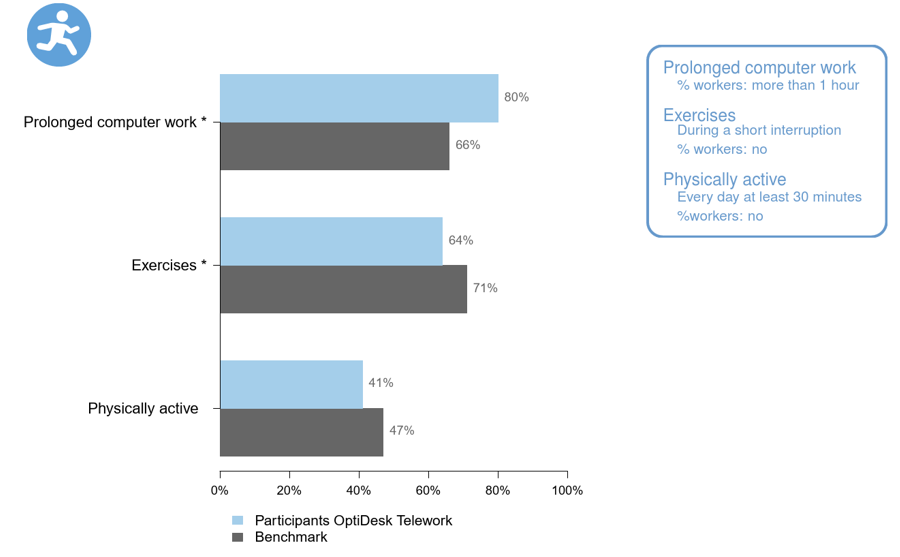 Prolonged computer work *
80%
66%
Exercises *
64%
71%
Physically active
41%
47%
0% 20% 40% 60% 80% 100%
Participants OptiDesk Telework
Benchmark
Prolonged computer work
% workers: more than 1 hour
Exercises
During a short interruption
% workers: no
Physically active
Every day at least 30 minutes
%workers: no